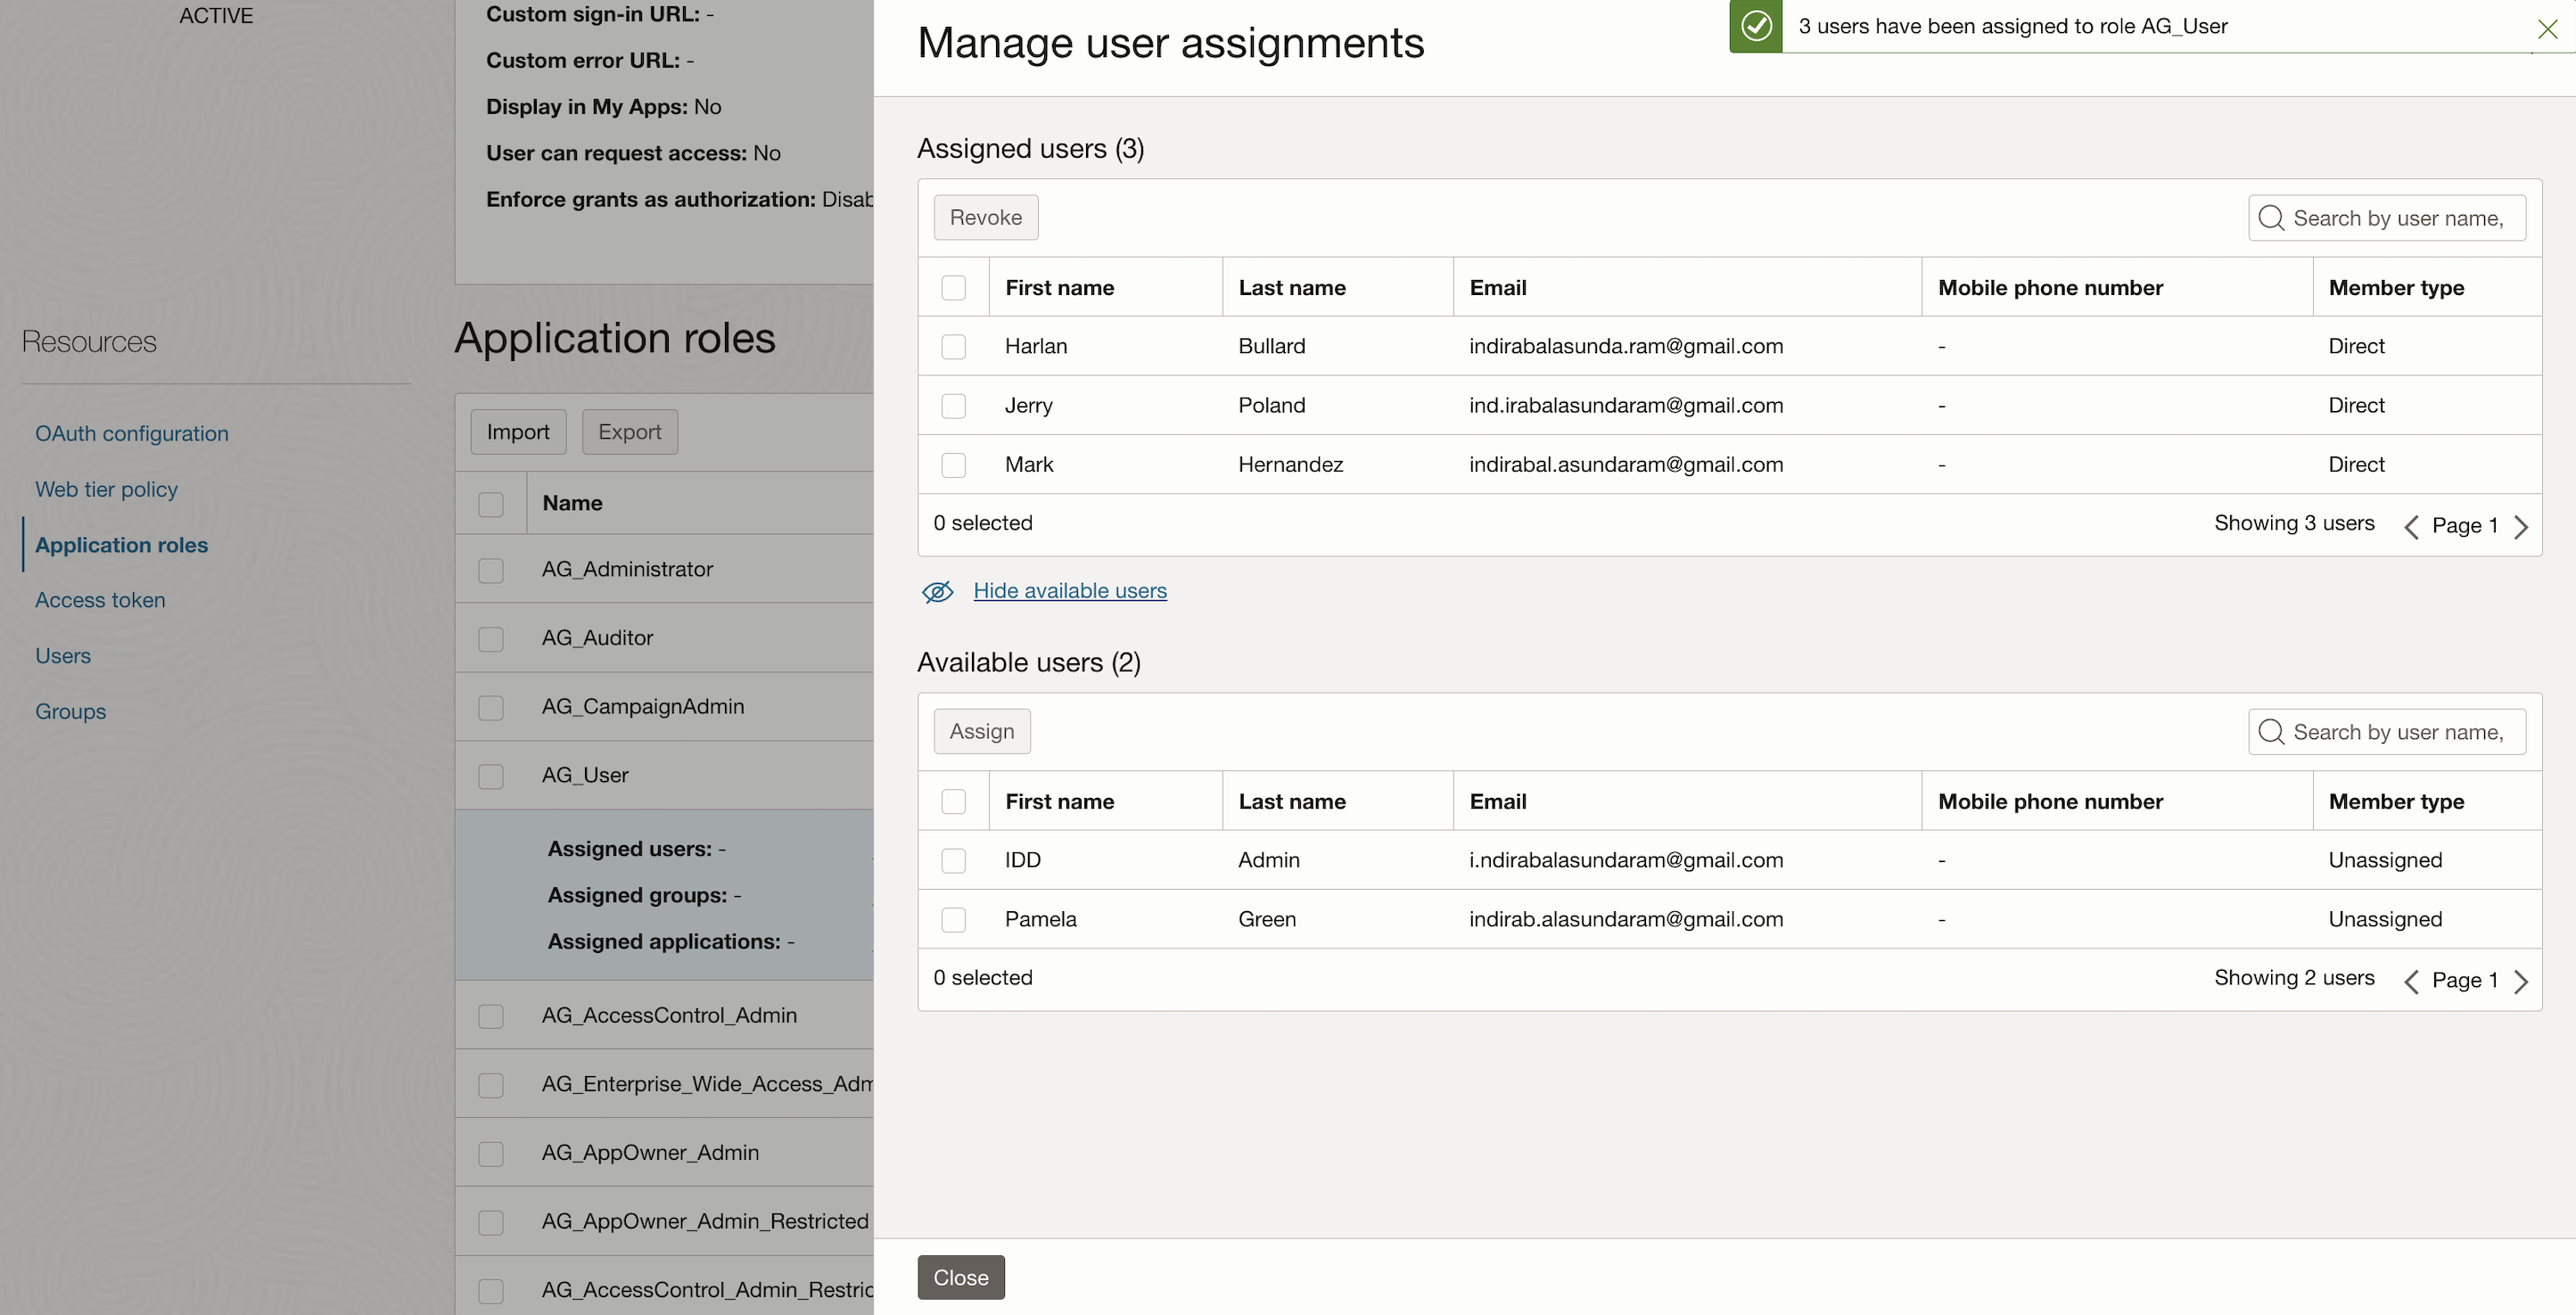 ACTIVE
Custom sign-in URL: -
Custom error URL: -
Display in My Apps: No
User can request access: No
Enforce grants as authorization: Disab
Resources
OAuth configuration
Web tier policy
Application roles
Access token
Users
Groups
Application roles
Import Export
Name
AG_Administrator
AG_Auditor
AG_CampaignAdmin
AG_User
Assigned users: -
Assigned groups: -
Assigned applications: -
AG_AccessControl_Admin
AG_Enterprise_Wide_Access_Adm
AG_AppOwner_Admin
AG_AppOwner_Admin_Restricted
AG_AccessControl_Admin_Restric
Manage user assignments
3 users have been assigned to role AG_User
Assigned users (3)
Revoke Search by user name,
First name Last name Email Mobile phone number Member type
Harlan Bullard indirabalasunda.ram@gmail.com - Direct
Jerry Poland ind.irabalasundaram@gmail.com - Direct
Mark Hernandez indirabal.asundaram@gmail.com - Direct
0 selected Showing 3 users Page 1
Hide available users
Available users (2)
Assign Search by user name,
First name Last name Email Mobile phone number Member type
IDD Admin i.ndirabalasundaram@gmail.com - Unassigned
Pamela Green indirab.alasundaram@gmail.com - Unassigned
0 selected Showing 2 users Page 1
Close